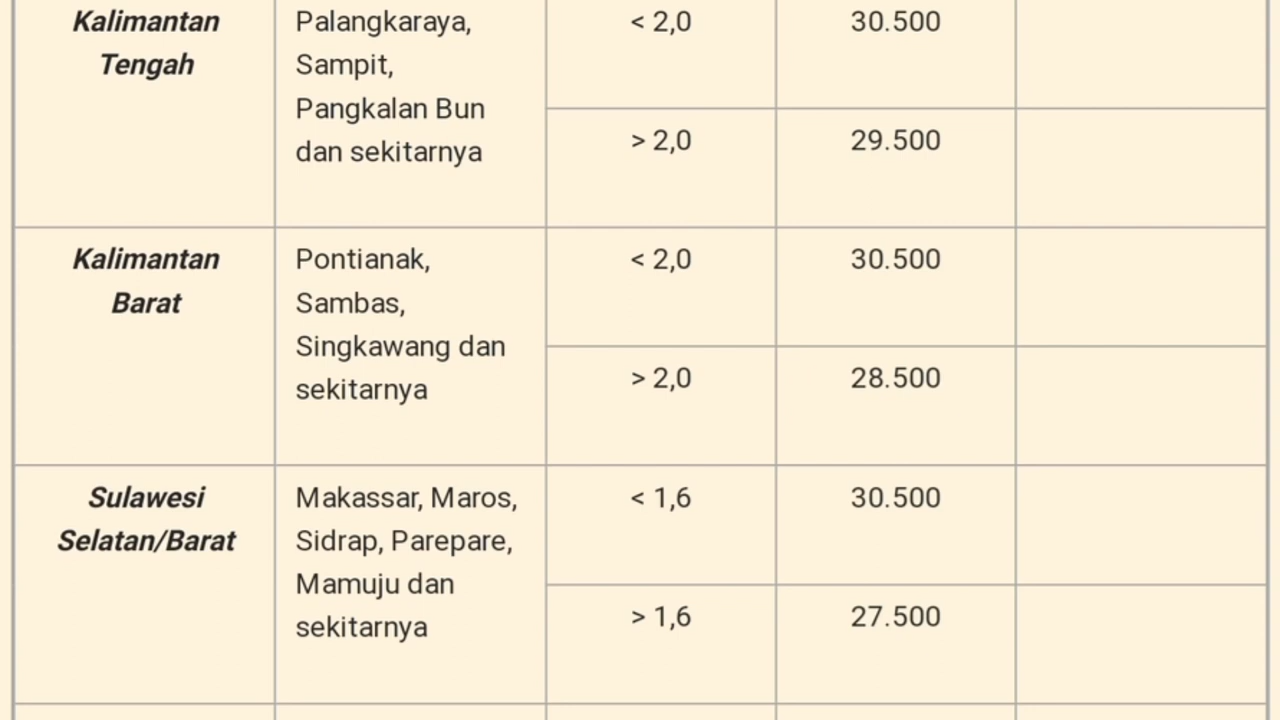 Kalimantan
Tengah
Palangkaraya,
Sampit,
Pangkalan Bun
dan sekitarnya
< 2,0
30.500
> 2,0
29.500
Kalimantan
Barat
Pontianak,
Sambas,
Singkawang dan
sekitarnya
< 2,0
30.500
> 2,0
28.500
Sulawesi
Selatan/Barat
Makassar, Maros,
Sidrap, Parepare,
Mamuju dan
sekitarnya
< 1,6
30.500
> 1,6
27.500